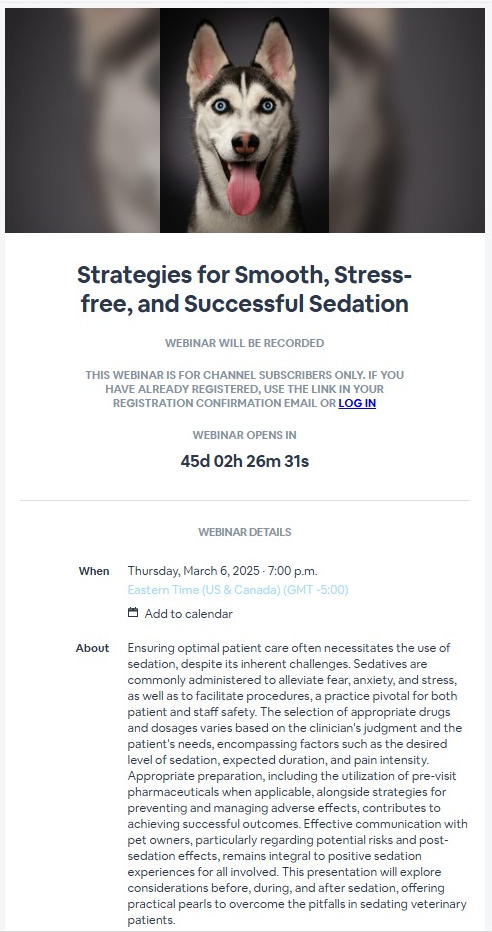 Strategies for Smooth, Stress-
free, and Successful Sedation
WEBINAR WILL BE RECORDED
THIS WEBINAR IS FOR CHANNEL SUBSCRIBERS ONLY. IF YOU
HAVE ALREADY REGISTERED, USE THE LINK IN YOUR
REGISTRATION CONFIRMATION EMAIL OR LOG IN
WEBINAR OPENS IN
45d 02h 26m 31s
WEBINAR DETAILS
When Thursday, March 6, 2025 · 7:00 p.m.
Eastern Time (US & Canada) (GMT -5:00)
Add to calendar
About Ensuring optimal patient care often necessitates the use of
sedation, despite its inherent challenges. Sedatives are
commonly administered to alleviate fear, anxiety, and stress,
as well as to facilitate procedures, a practice pivotal for both
patient and staff safety. The selection of appropriate drugs
and dosages varies based on the clinician's judgment and the
patient's needs, encompassing factors such as the desired
level of sedation, expected duration, and pain intensity.
Appropriate preparation, including the utilization of pre-visit
pharmaceuticals when applicable, alongside strategies for
preventing and managing adverse effects, contributes to
achieving successful outcomes. Effective communication with
pet owners, particularly regarding potential risks and post-
sedation effects, remains integral to positive sedation
experiences for all involved. This presentation will explore
considerations before, during, and after sedation, offering
practical pearls to overcome the pitfalls in sedating veterinary
patients.